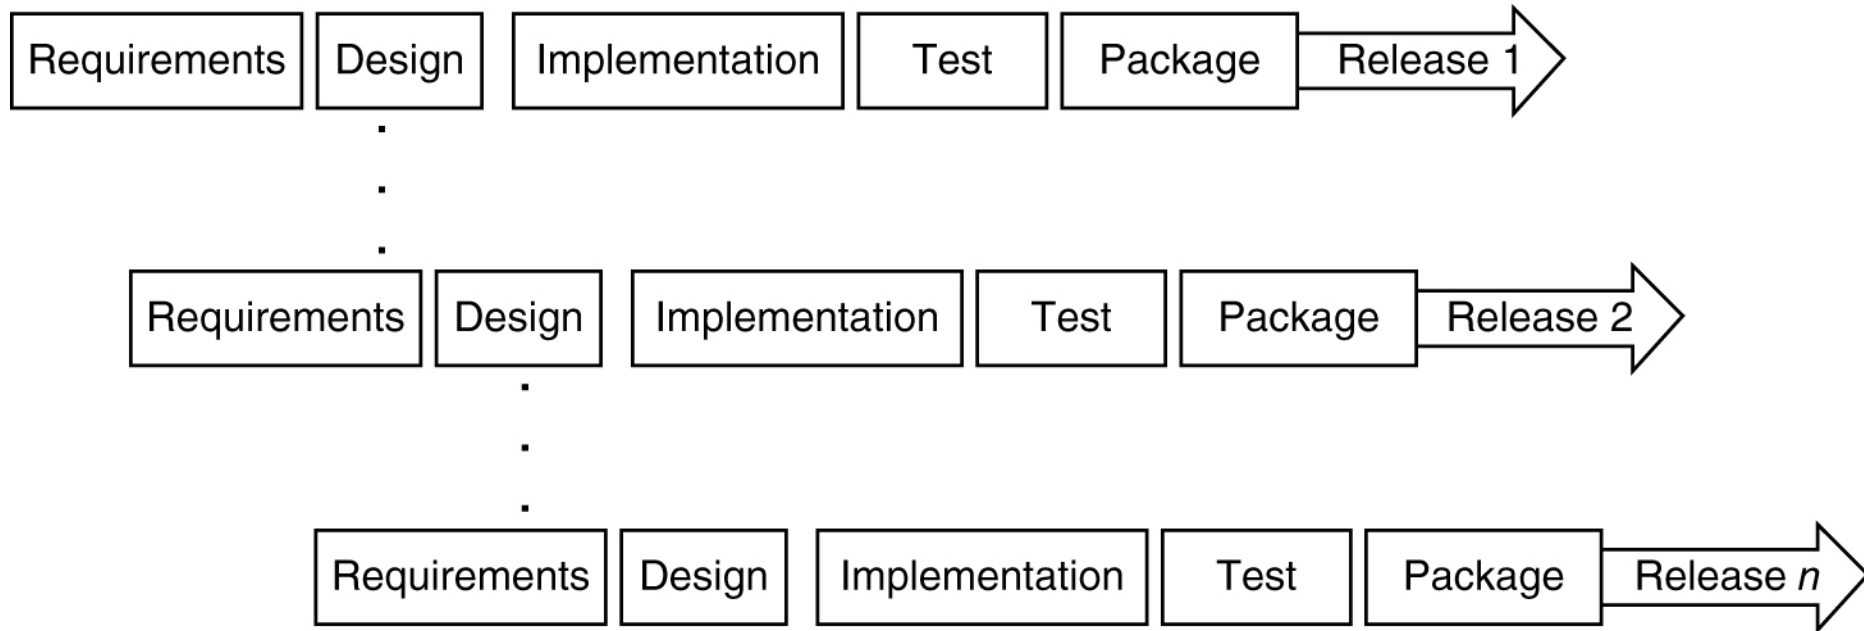 Requirements Design Implementation Test Package Release 1
Requirements Design Implementation Test Package Release 2
Requirements Design Implementation Test Package Release n